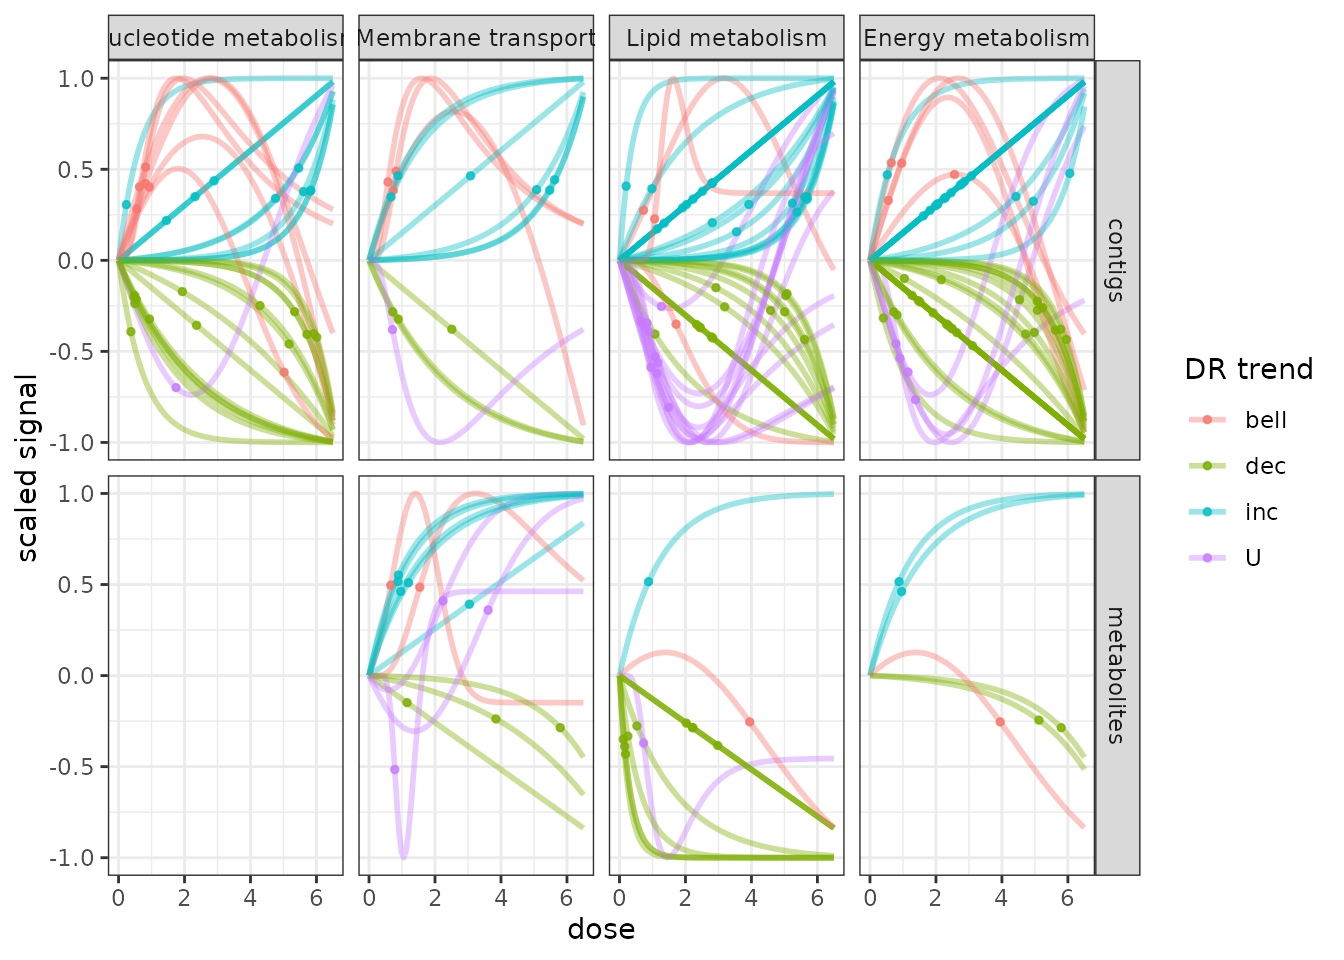 ucleotide metabolisn Membrane transport Lipid metabolism Energy metabolism
1.0
0.5
0.0
-0.5
-1.0
contigs
1.0
0.5
0.0
-0.5
-1.0
metabolites
0 2 4 6 0 2 4 6 0 2 4 6 0 2 4 6
dose
scaled signal
DR trend
bell
dec
inc
U